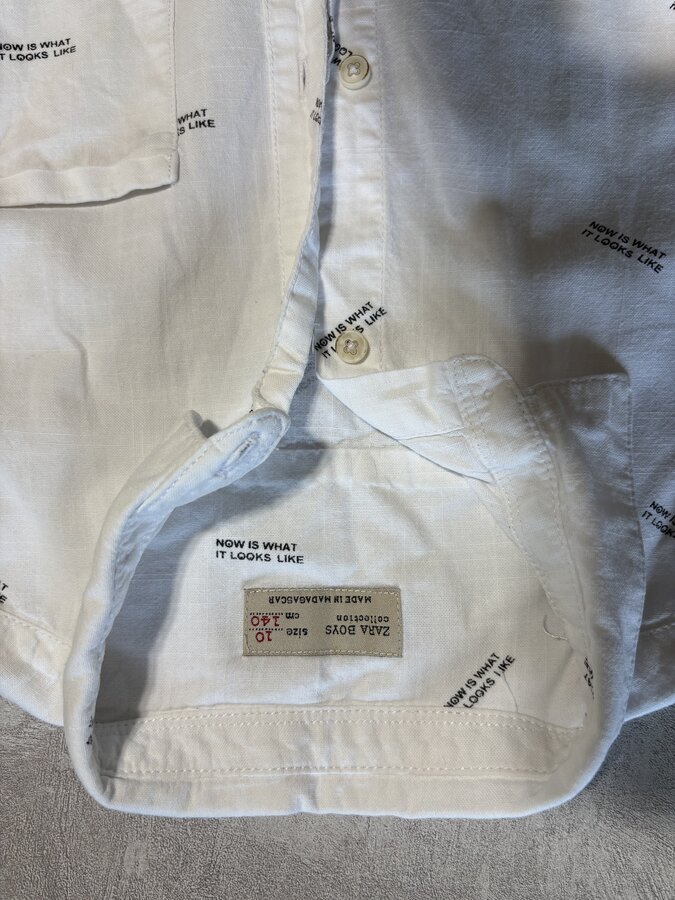 NOW IS WHAT
IT LOOKS LIKE
WHAT
S LIKE
NOW IS WHAT
IT LOOKS LIKE
NOW IS WHAT
IT L S LIKE
NOW IS WHAT
IT LOOKS
NOW IS WHAT
IT LOOKS LIKE
ZARA BOYS
collection
size 10
cm 140
MADE IN MADAGASCAR
NOW IS WHAT
LOOKS LIKE